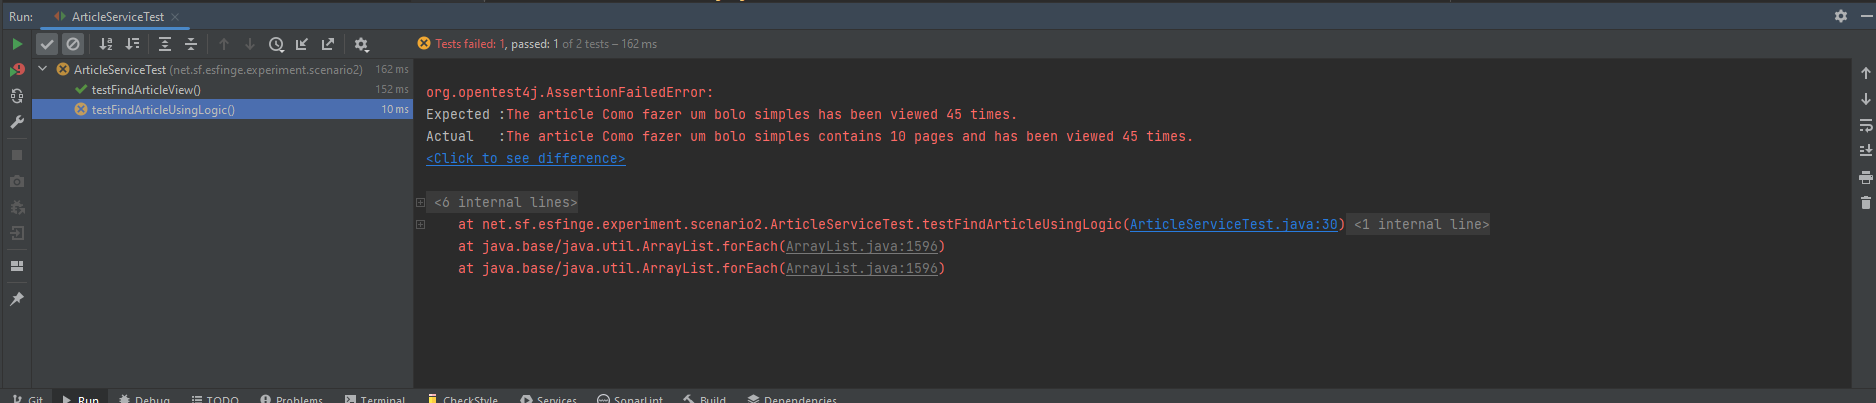 Run: ArticleServiceTest
Tests failed: 1, passed: 1 of 2 tests – 162 ms
ArticleServiceTest (net.sf.esfinge.experiment.scenario2) 162 ms
testFindArticleView() 152 ms
testFindArticleUsingLogic() 10 ms
org.opentest4j.AssertionFailedError:
Expected :The article Como fazer um bolo simples has been viewed 45 times.
Actual   :The article Como fazer um bolo simples contains 10 pages and has been viewed 45 times.
<Click to see difference>
<6 internal lines>
at net.sf.esfinge.experiment.scenario2.ArticleServiceTest.testFindArticleUsingLogic(ArticleServiceTest.java:30) <1 internal line>
at java.base/java.util.ArrayList.forEach(ArrayList.java:1596)
at java.base/java.util.ArrayList.forEach(ArrayList.java:1596)
Git Run Debug TODO Problems Terminal CheckStyle Services SonarLint Build Dependencies